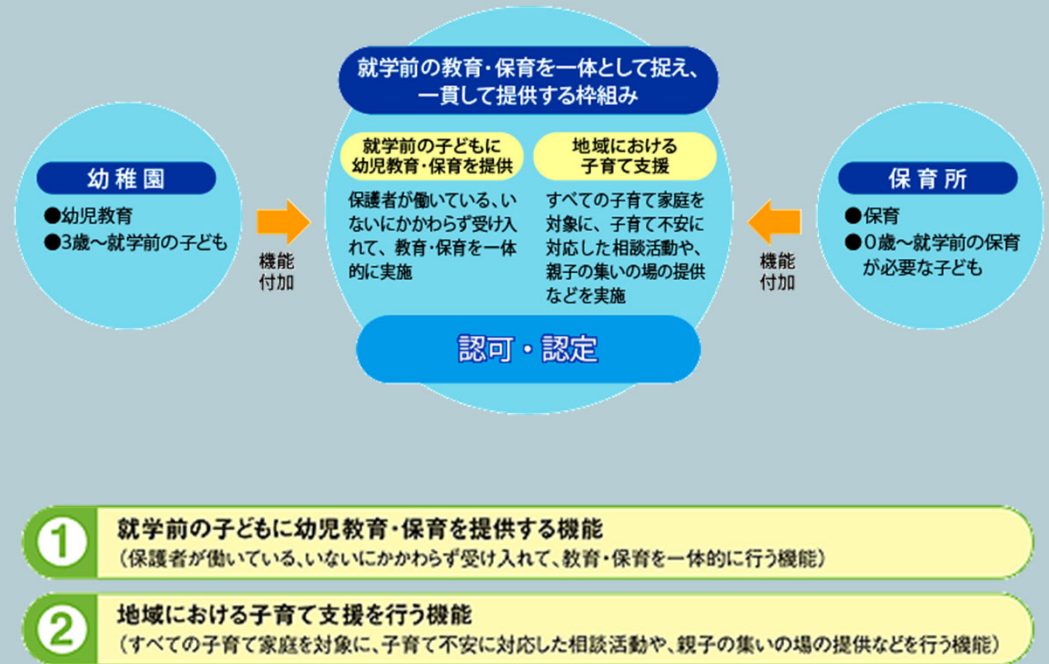 就学前の教育・保育を一体として捉え、
一貫して提供する枠組み
就学前の子どもに
幼児教育・保育を提供
保護者が働いている、い
ないにかかわらず受け入
れて、教育・保育を一体
的に実施
地域における
子育て支援
すべての子育て家庭を
対象に、子育て不安に
対応した相談活動や、
親子の集いの場の提供
などを実施
認可・認定
幼稚園
●幼児教育
●3歳～就学前の子ども
機能
付加
保育所
●保育
●0歳～就学前の保育
が必要な子ども
機能
付加
1
就学前の子どもに幼児教育・保育を提供する機能
（保護者が働いている、いないにかかわらず受け入れて、教育・保育を一体的に行う機能）
2
地域における子育て支援を行う機能
（すべての子育て家庭を対象に、子育て不安に対応した相談活動や、親子の集いの場の提供などを行う機能）